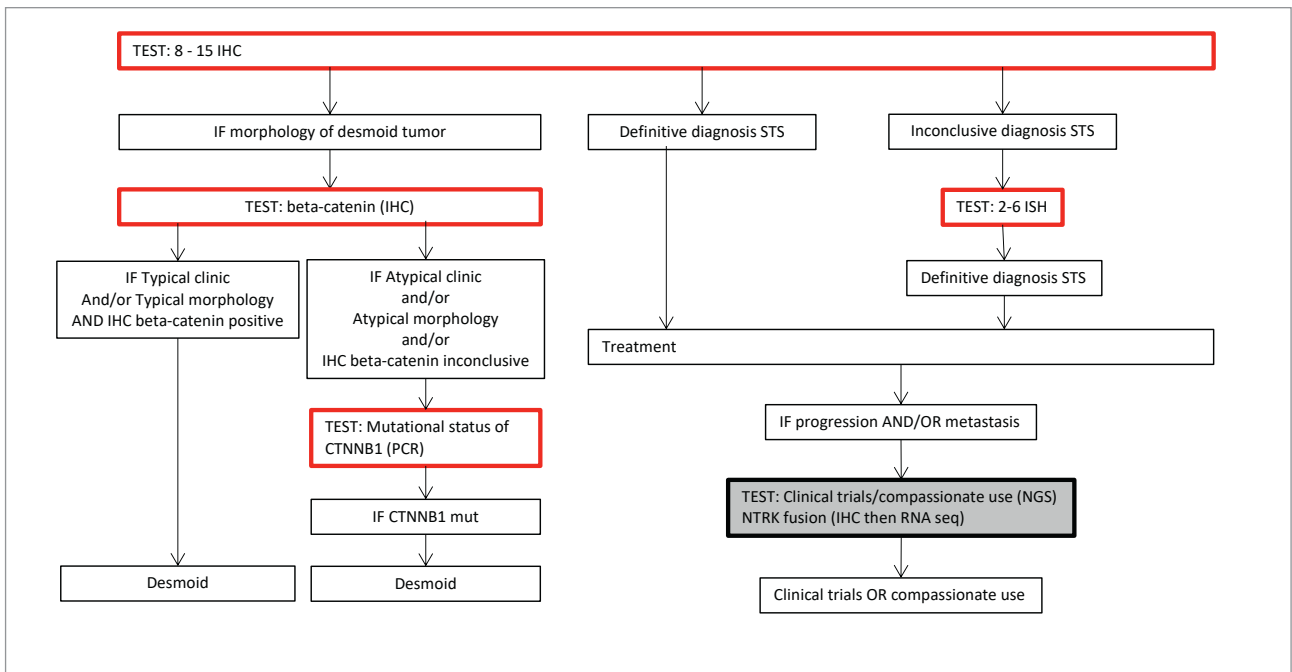 TEST: 8 - 15 IHC
IF morphology of desmoid tumor
Definitive diagnosis STS
Inconclusive diagnosis STS
TEST: beta-catenin (IHC)
TEST: 2-6 ISH
IF Typical clinic
And/or Typical morphology
AND IHC beta-catenin positive
IF Atypical clinic
and/or
Atypical morphology
and/or
IHC beta-catenin inconclusive
Definitive diagnosis STS
Treatment
TEST: Mutational status of
CTNNB1 (PCR)
IF progression AND/OR metastasis
IF CTNNB1 mut
TEST: Clinical trials/compassionate use (NGS)
NTRK fusion (IHC then RNA seq)
Desmoid
Desmoid
Clinical trials OR compassionate use